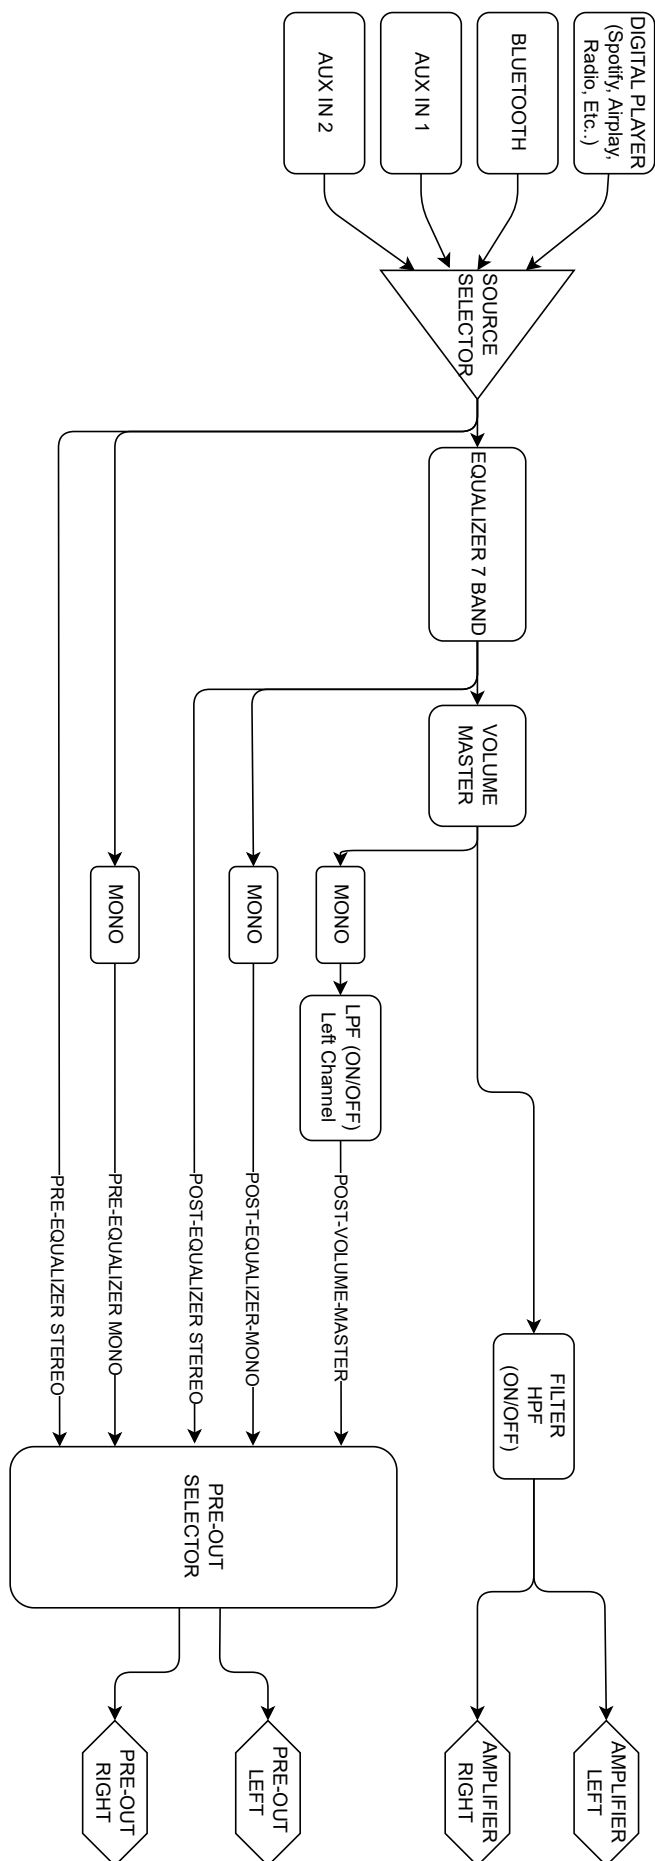 DIGITAL PLAYER
(Spotify, Airplay,
Radio, Etc..)
BLUETOOTH
AUX IN 1
AUX IN 2
SOURCE
SELECTOR
EQUALIZER 7 BAND
VOLUME
MASTER
MONO
MONO
MONO
LPF (ON/OFF)
Left Channel
POST-VOLUME-MASTER
POST-EQUALIZER-MONO
POST-EQUALIZER STEREO
PRE-EQUALIZER MONO
PRE-EQUALIZER STEREO
FILTER
HPF
(ON/OFF)
PRE-OUT
SELECTOR
AMPLIFIER
LEFT
AMPLIFIER
RIGHT
PRE-OUT
LEFT
PRE-OUT
RIGHT